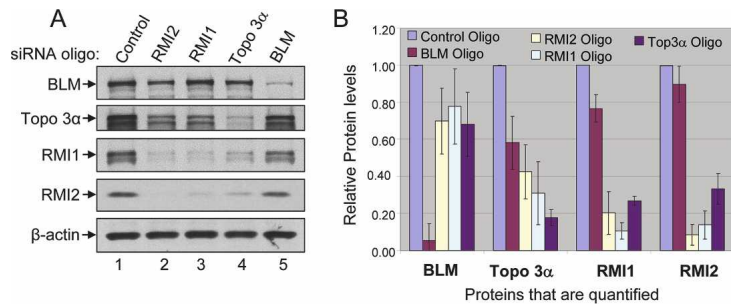 A
siRNA oligo:
Control
RMI2
RMI1
Topo 3α
BLM
BLM
Topo 3α
RMI1
RMI2
β-actin
1 2 3 4 5
B
Control Oligo
BLM Oligo
RMI2 Oligo
RMI1 Oligo
Top3α Oligo
Relative Protein levels
1.00
0.80
0.60
0.40
0.20
0.00
BLM Topo 3α RMI1 RMI2
Proteins that are quantified